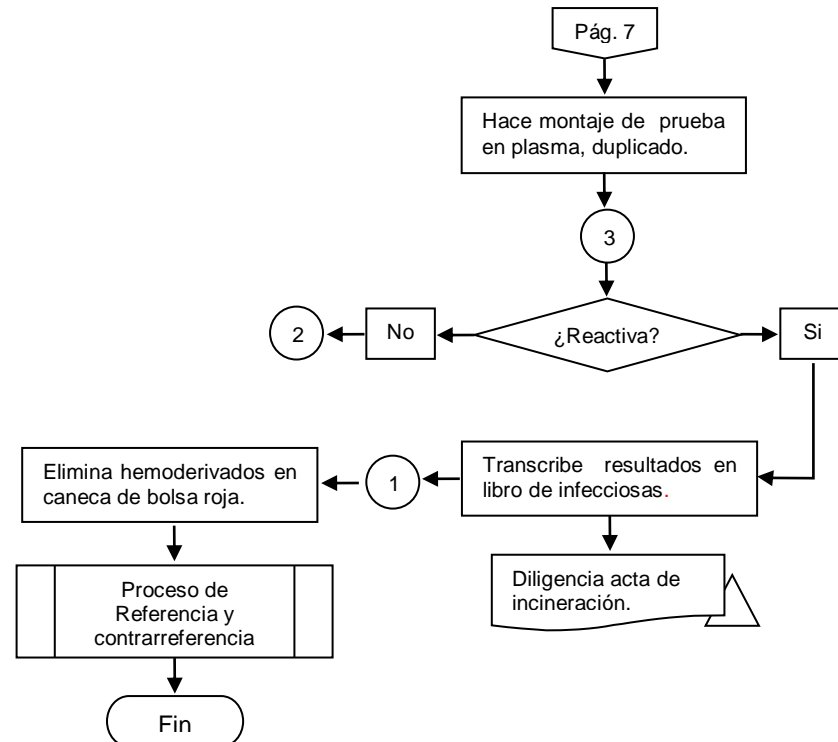 Pág. 7
Hace montaje de prueba
en plasma, duplicado.
3
¿Reactiva?
No
2
Si
Transcribe resultados en
libro de infecciosas.
1
Elimina hemoderivados en
caneca de bolsa roja.
Diligencia acta de
incineración.
Proceso de
Referencia y
contrarreferencia
Fin